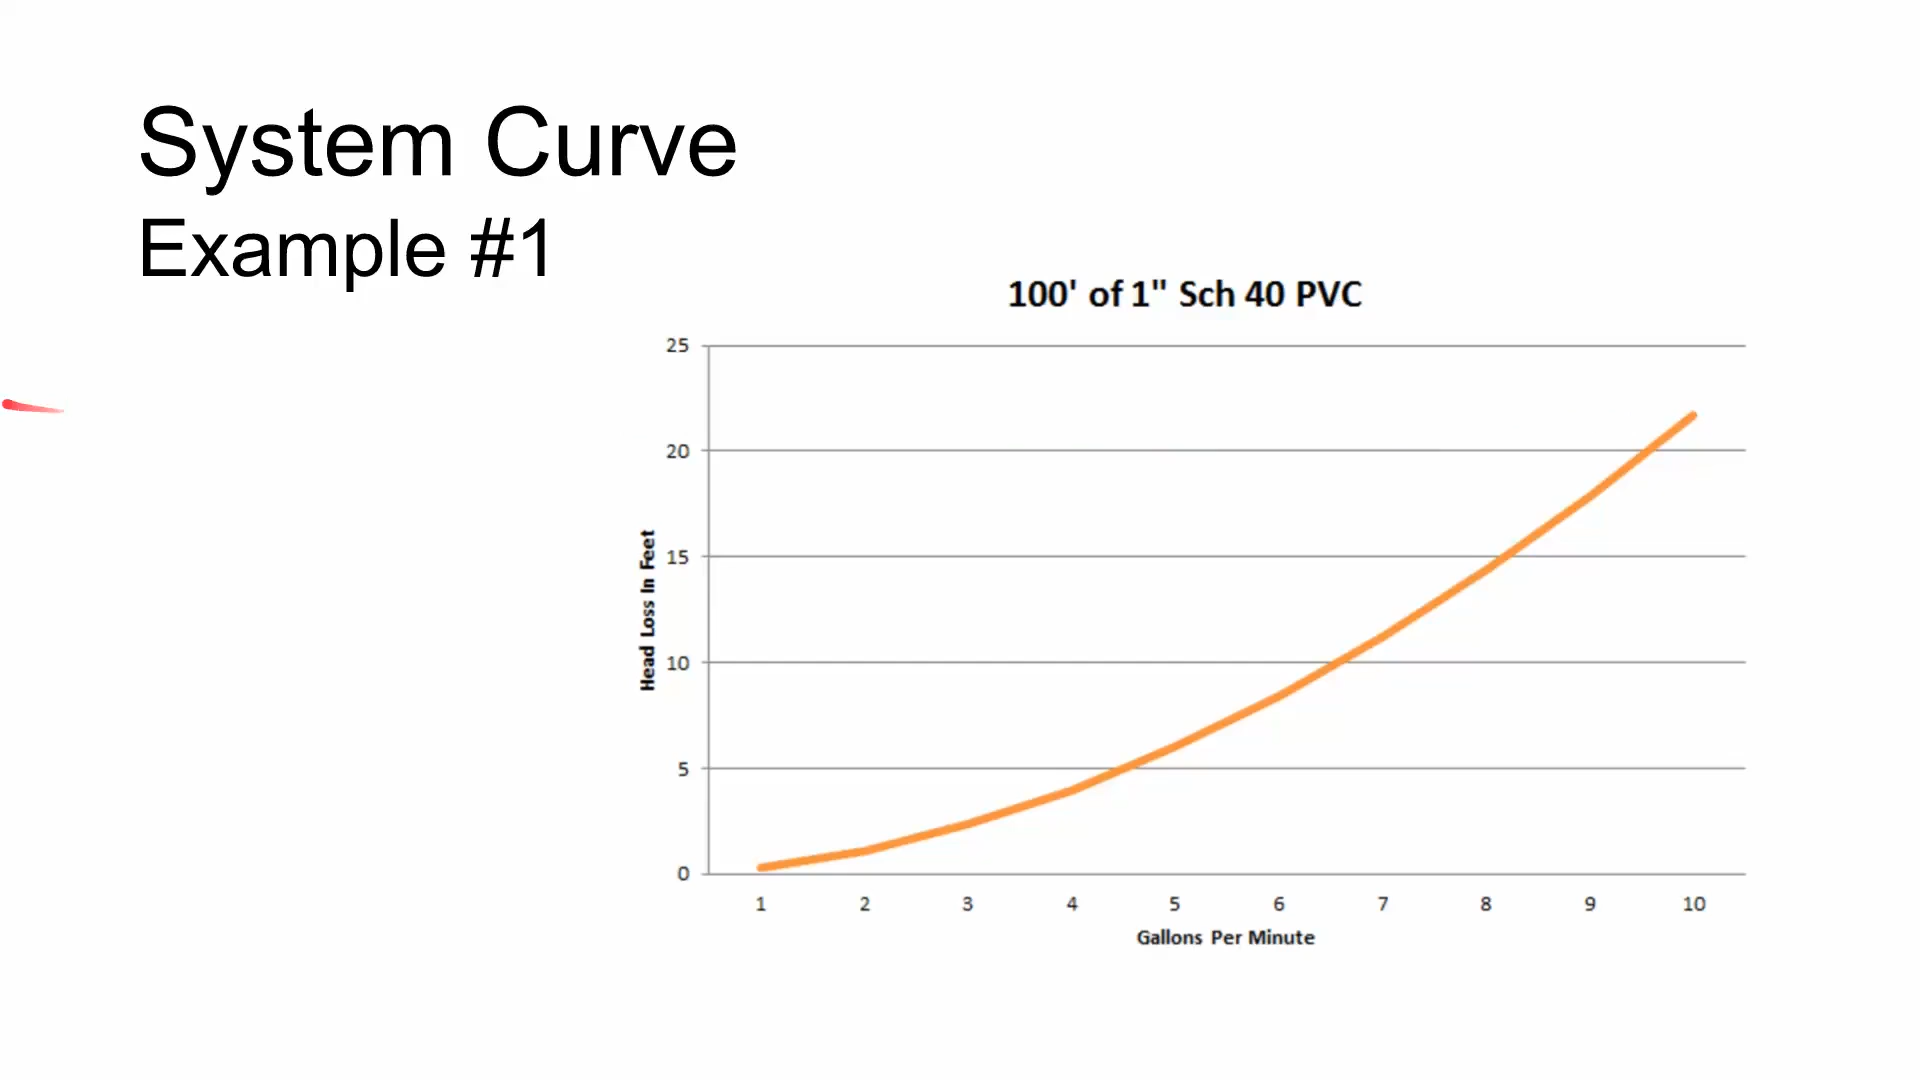 System Curve
Example #1
100' of 1" Sch 40 PVC
25
20
15
10
5
0
Head Loss In Feet
1 2 3 4 5 6 7 8 9 10
Gallons Per Minute